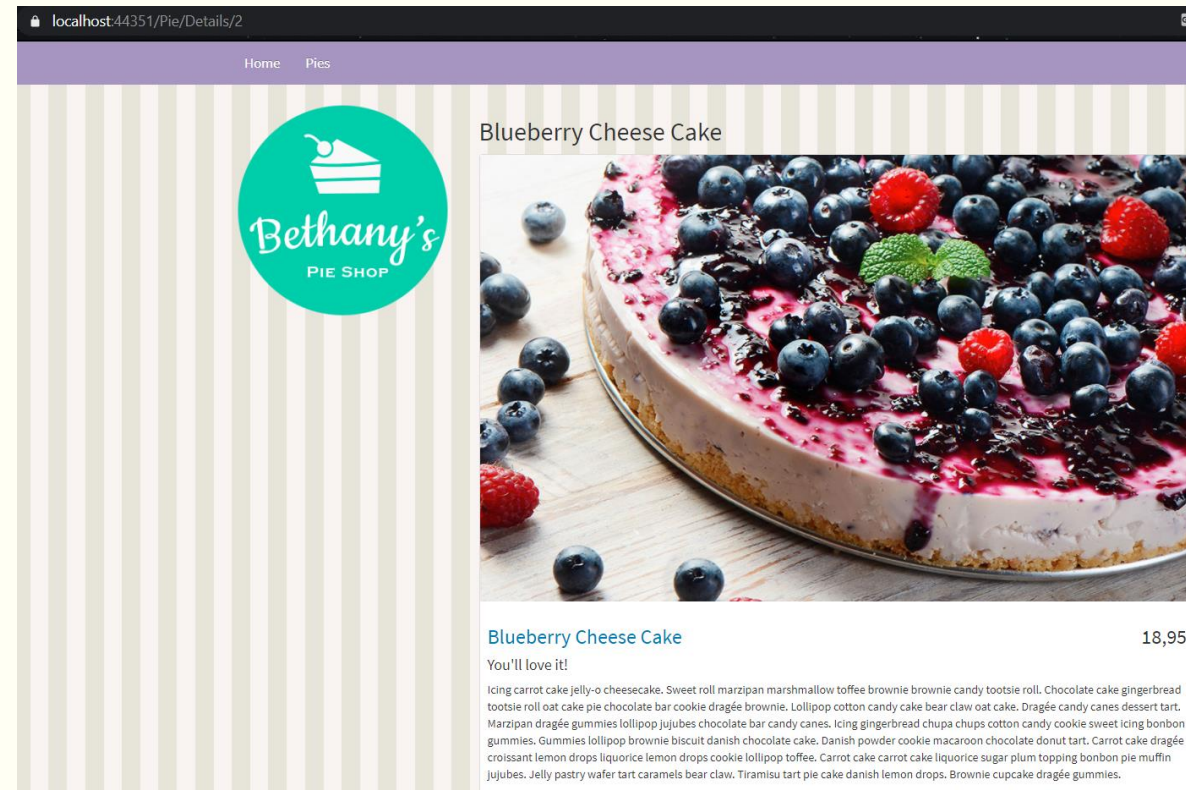 localhost:44351/Pie/Details/2
Home Pies
Bethany's
PIE SHOP
Blueberry Cheese Cake
Blueberry Cheese Cake 18,95
You'll love it!
Icing carrot cake jelly-o cheesecake. Sweet roll marzipan marshmallow toffee brownie brownie candy tootsie roll. Chocolate cake gingerbread
tootsie roll oat cake pie chocolate bar cookie dragée brownie. Lollipop cotton candy cake bear claw oat cake. Dragée candy canes dessert tart.
Marzipan dragée gummies lollipop jujubes chocolate bar candy canes. Icing gingerbread chupa chups cotton candy cookie sweet icing bonbon
gummies. Gummies lollipop brownie biscuit danish chocolate cake. Danish powder cookie macaroon chocolate donut tart. Carrot cake dragée
croissant lemon drops liquorice lemon drops cookie lollipop toffee. Carrot cake carrot cake liquorice sugar plum topping bonbon pie muffin
jujubes. Jelly pastry wafer tart caramels bear claw. Tiramisu tart pie cake danish lemon drops. Brownie cupcake dragée gummies.